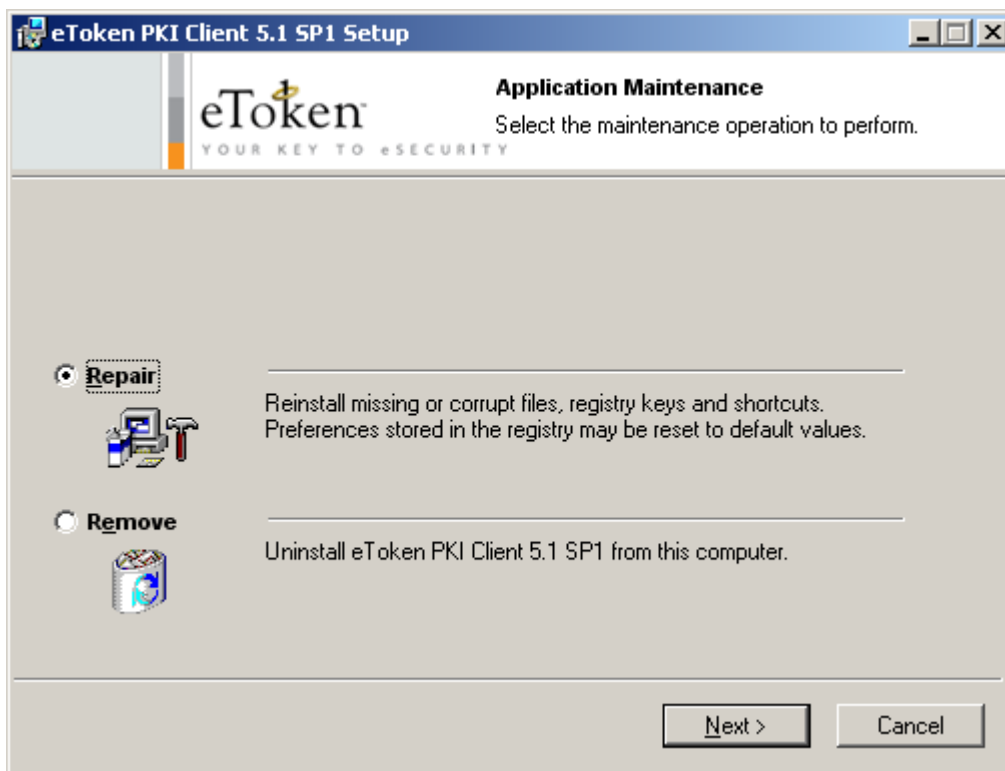 eToken PKI Client 5.1 SP1 Setup
eToken
YOUR KEY TO eSECURITY
Application Maintenance
Select the maintenance operation to perform.
Repair
Reinstall missing or corrupt files, registry keys and shortcuts.
Preferences stored in the registry may be reset to default values.
Remove
Uninstall eToken PKI Client 5.1 SP1 from this computer.
Next >
Cancel